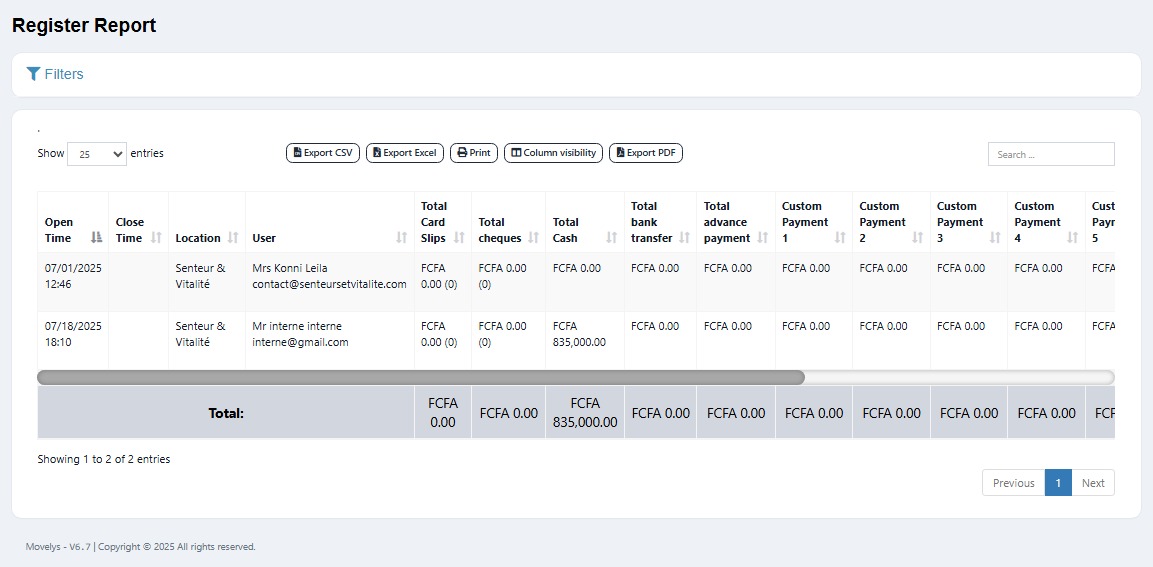 Register Report
Filters
.
Show 25 entries
Export CSV Export Excel Print Column visibility Export PDF
Search ...
Open Time Close Time Location User Total Card Slips Total cheques Total Cash Total bank transfer Total advance payment Custom Payment 1 Custom Payment 2 Custom Payment 3 Custom Payment 4 Cust Payr 5
07/01/2025 12:46 Senteur & Vitalité Mrs Konni Leila contact@senteursetvitalite.com FCFA 0.00 (0) FCFA 0.00 (0) FCFA 0.00 FCFA 0.00 FCFA 0.00 FCFA 0.00 FCFA 0.00 FCFA 0.00 FCFA 0.00 FCFA
07/18/2025 18:10 Senteur & Vitalité Mr interne interne interne@gmail.com FCFA 0.00 (0) FCFA 0.00 (0) FCFA 835,000.00 FCFA 0.00 FCFA 0.00 FCFA 0.00 FCFA 0.00 FCFA 0.00 FCFA 0.00 FCFA
Total: FCFA 0.00 FCFA 0.00 FCFA 835,000.00 FCFA 0.00 FCFA 0.00 FCFA 0.00 FCFA 0.00 FCFA 0.00 FCFA 0.00 FCF
Showing 1 to 2 of 2 entries
Previous 1 Next
Movelys - V6.7 | Copyright © 2025 All rights reserved.